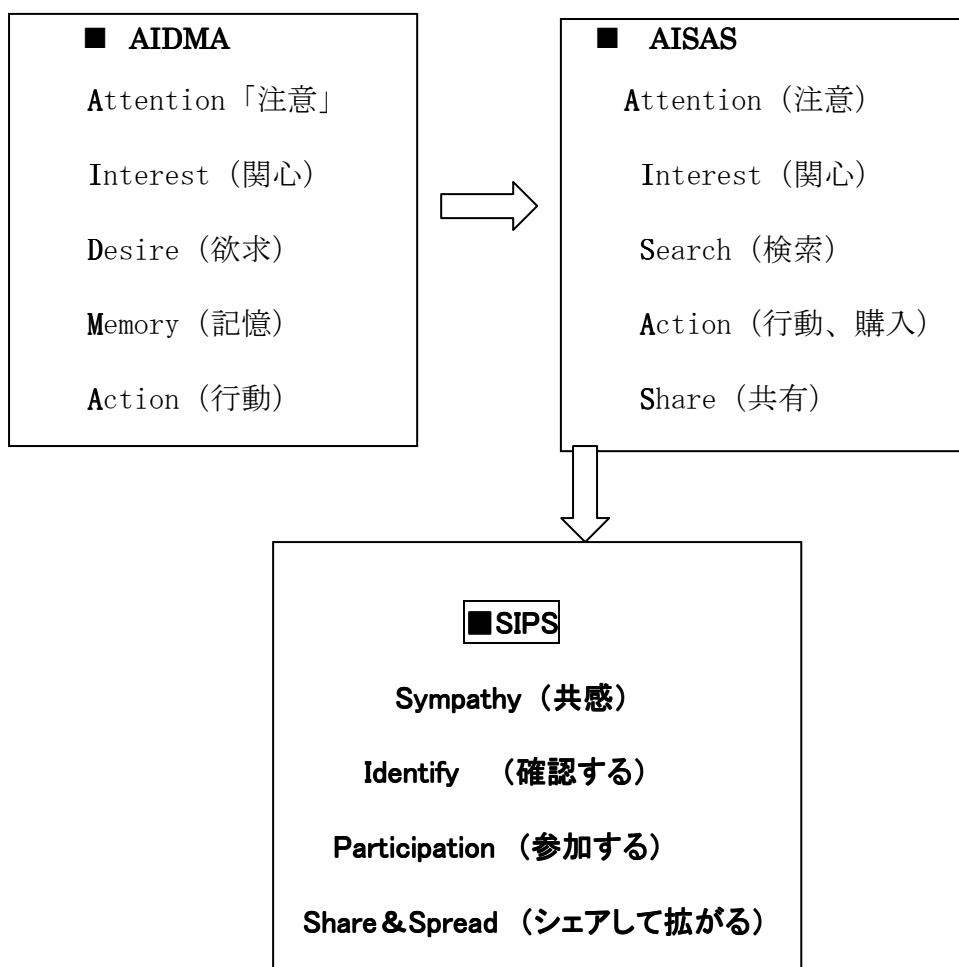 ■ AIDMA
Attention「注意」
Interest（関心）
Desire（欲求）
Memory（記憶）
Action（行動）
■ AISAS
Attention（注意）
Interest（関心）
Search（検索）
Action（行動、購入）
Share（共有）
■SIPS
Sympathy（共感）
Identify （確認する）
Participation（参加する）
Share＆Spread（シェアして拡がる）